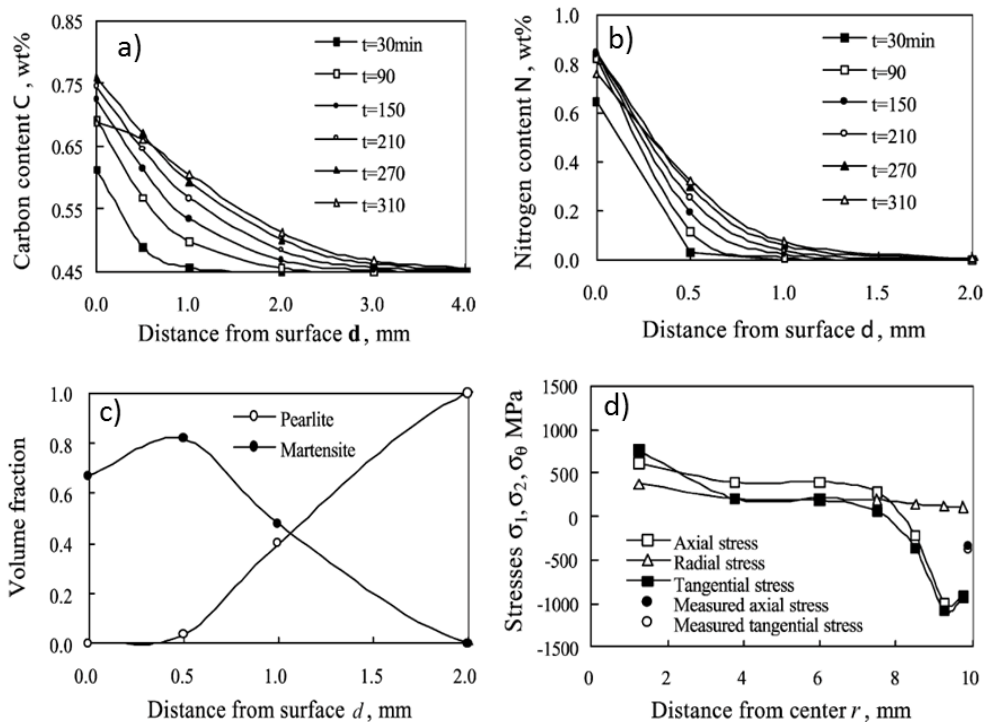 a)
Carbon content C , wt%
0.85
0.75
0.65
0.55
0.45
t=30min
t=90
t=150
t=210
t=270
t=310
0.0 1.0 2.0 3.0 4.0
Distance from surface d , mm
b)
Nitrogen content N, wt%
1.0
0.8
0.6
0.4
0.2
0.0
t=30min
t=90
t=150
t=210
t=270
t=310
0.0 0.5 1.0 1.5 2.0
Distance from surface d , mm
c)
Volume fraction
1.0
0.8
0.6
0.4
0.2
0.0
Pearlite
Martensite
0.0 0.5 1.0 1.5 2.0
Distance from surface d , mm
d)
Stresses σ1, σ2, σθ MPa
1500
1000
500
0
-500
-1000
-1500
Axial stress
Radial stress
Tangential stress
Measured axial stress
Measured tangential stress
0 2 4 6 8 10
Distance from center r , mm